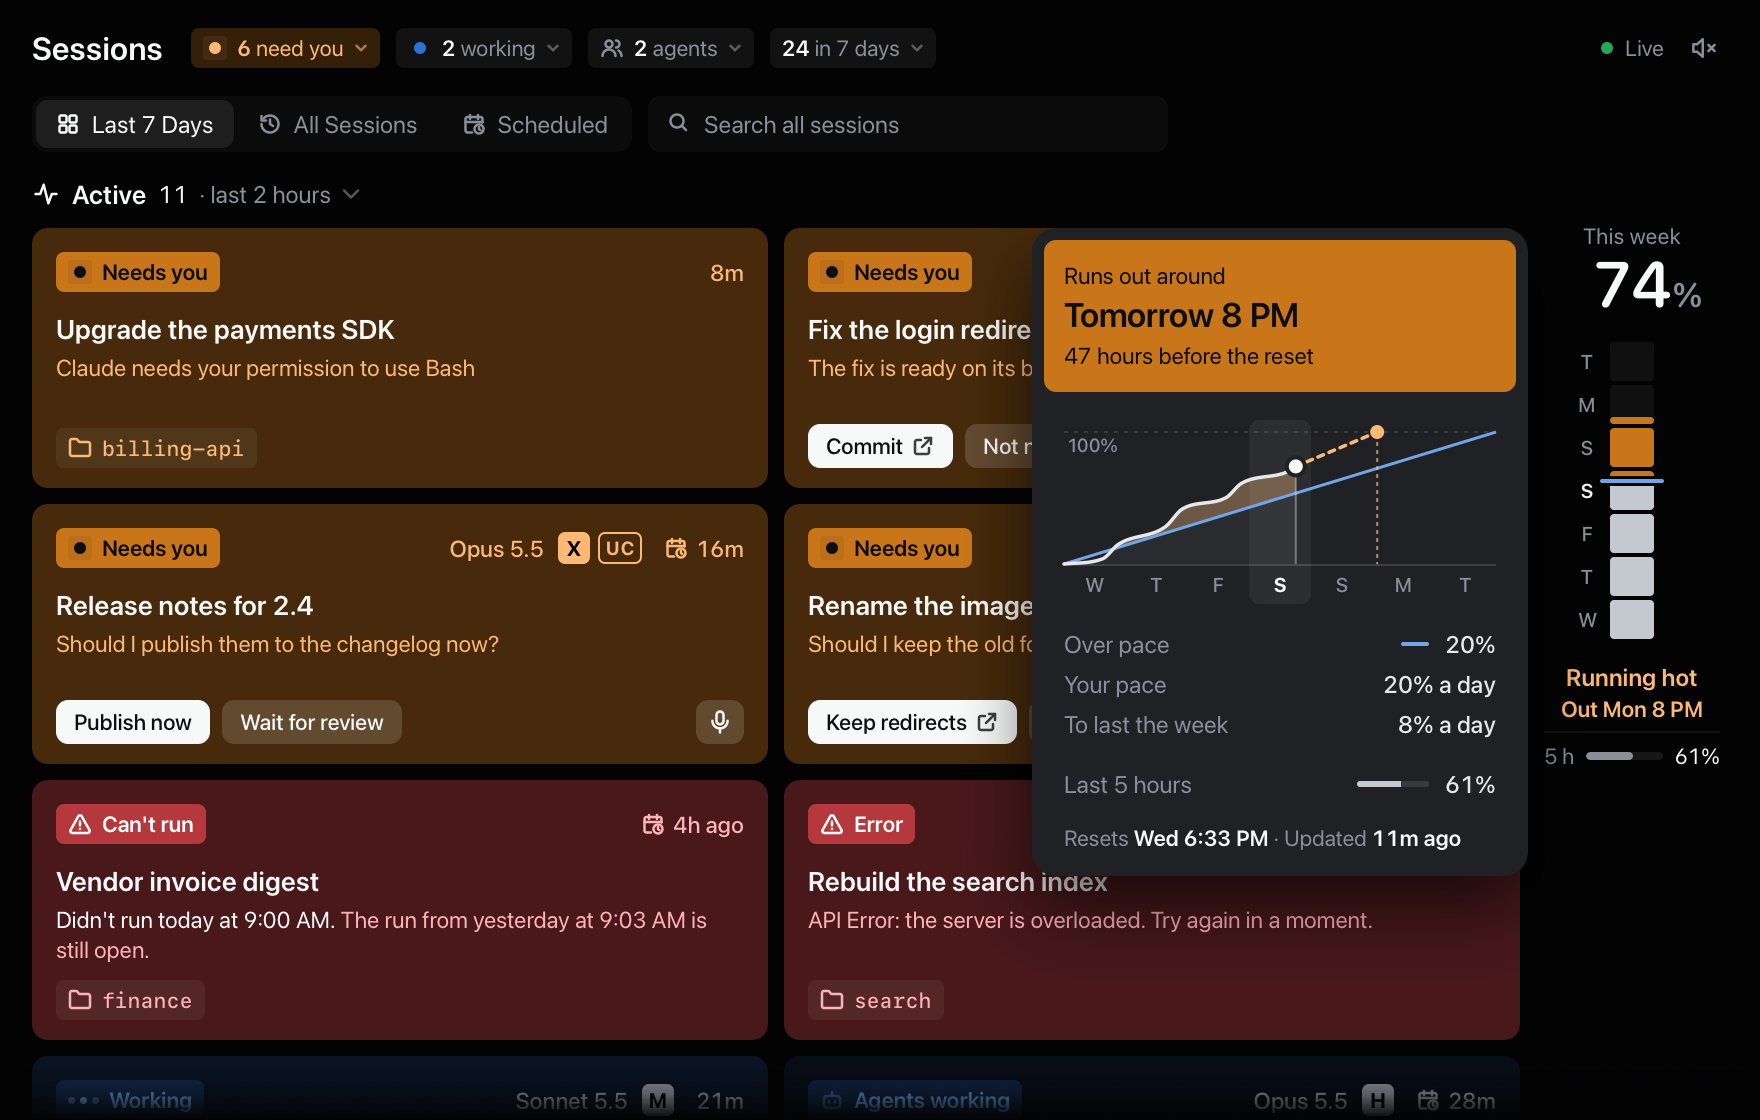 Sessions
6 need you
2 working
2 agents
24 in 7 days
Live
Last 7 Days
All Sessions
Scheduled
Search all sessions
Active 11 · last 2 hours
Needs you
8m
Upgrade the payments SDK
Claude needs your permission to use Bash
billing-api
Needs you
Fix the login redire
The fix is ready on its b
Commit
Not
Needs you
Opus 5.5 X UC 16m
Release notes for 2.4
Should I publish them to the changelog now?
Publish now
Wait for review
Needs you
Rename the image
Should I keep the old fo
Keep redirects
Can't run
4h ago
Vendor invoice digest
Didn't run today at 9:00 AM. The run from yesterday at 9:03 AM is
still open.
finance
Error
Rebuild the search index
API Error: the server is overloaded. Try again in a moment.
search
Working
Sonnet 5.5 M 21m
Agents working
Opus 5.5 H 28m
Runs out around
Tomorrow 8 PM
47 hours before the reset
100%
W T F S S M T
Over pace 20%
Your pace 20% a day
To last the week 8% a day
Last 5 hours 61%
Resets Wed 6:33 PM · Updated 11m ago
This week
74%
T
M
S
S
F
T
W
Running hot
Out Mon 8 PM
5 h 61%